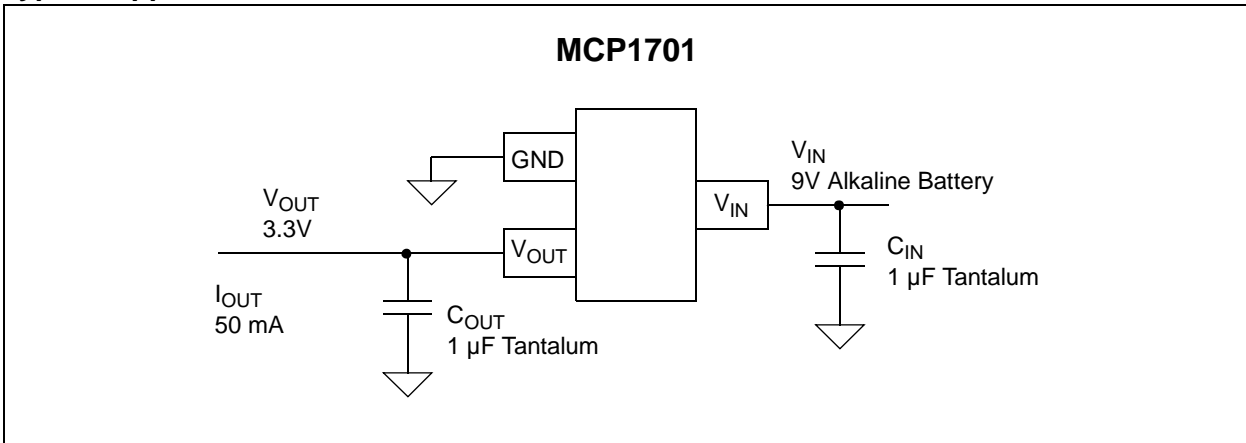 MCP1701
GND
V_IN
9V Alkaline Battery
V_OUT
3.3V
V_IN
V_OUT
C_IN
1 µF Tantalum
I_OUT
50 mA
C_OUT
1 µF Tantalum